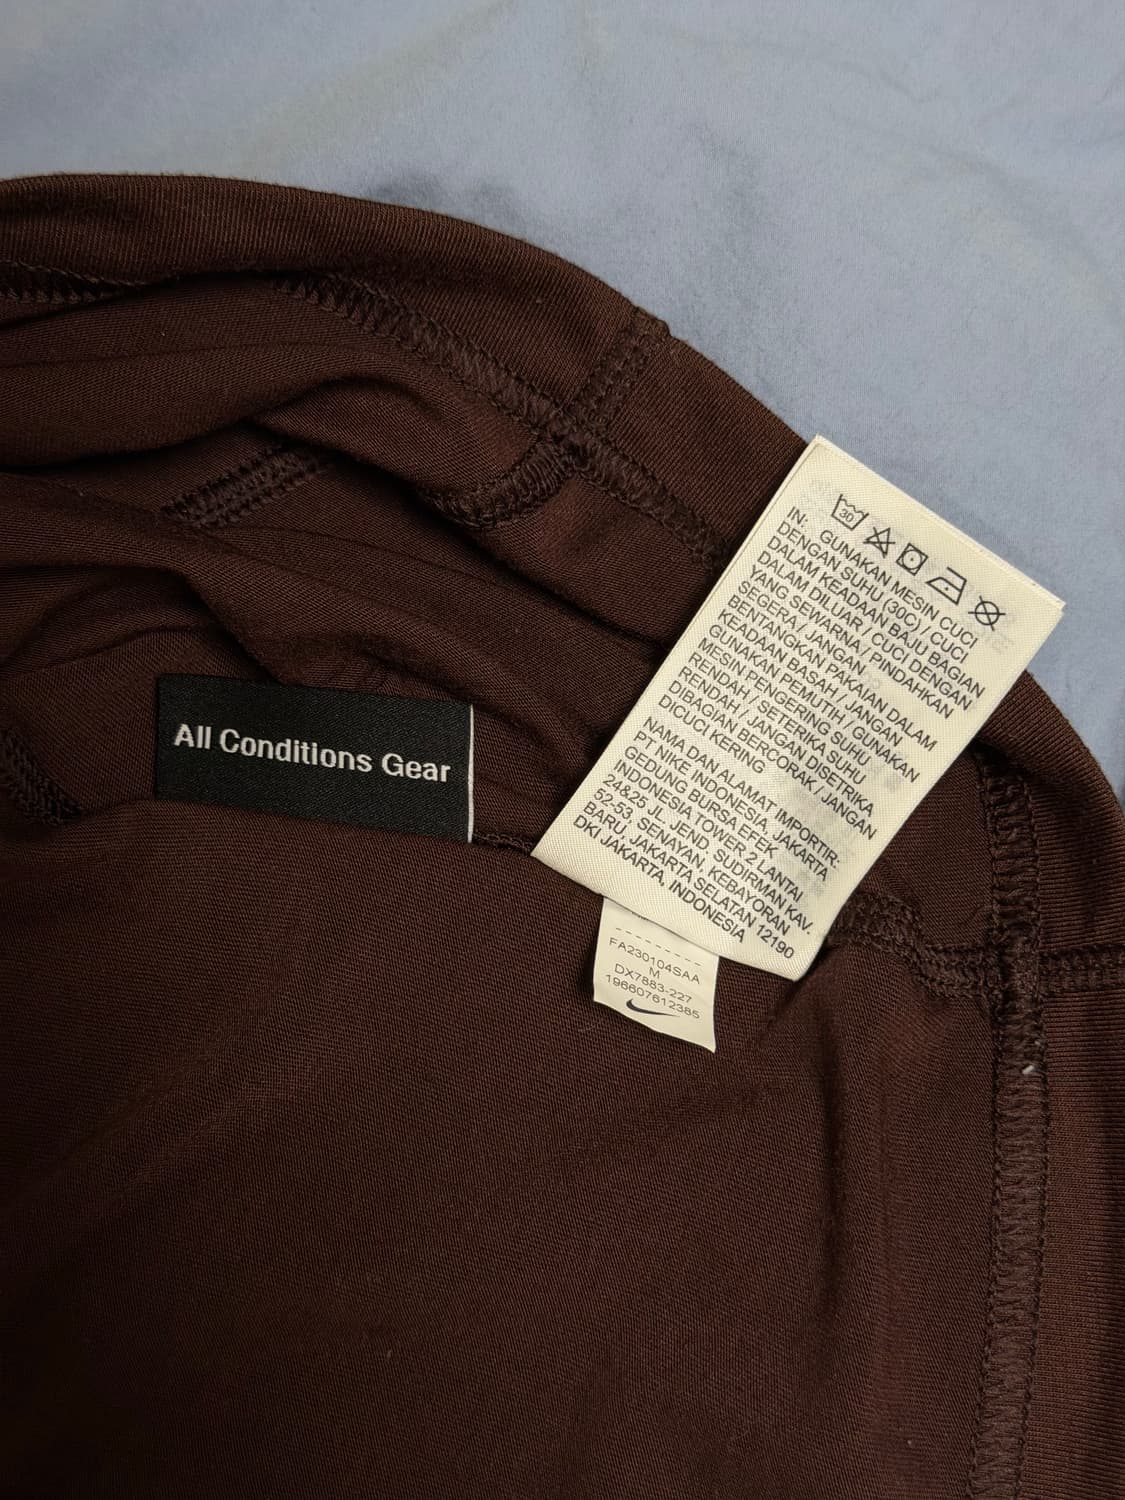 All Conditions Gear
30
IN: GUNAKAN MESIN CUCI
DENGAN SUHU (30C) / CUCI
DALAM KEADAAN BAJU BAGIAN
DALAM DILUAR / CUCI DENGAN
YANG SEWARNA / PINDAHKAN
SEGERA / JANGAN
BENTANGKAN PAKAIAN DALAM
KEADAAN BASAH / JANGAN
GUNAKAN PEMUTIH / GUNAKAN
MESIN PENGERING SUHU
RENDAH / SETERIKA SUHU
RENDAH / JANGAN DISETRIKA
DIBAGIAN BERCORAK / JANGAN
DICUCI KERING
NAMA DAN ALAMAT IMPORTIR:
PT NIKE INDONESIA, JAKARTA
GEDUNG BURSA EFEK
INDONESIA TOWER 2 LANTAI
24&25 JL. JEND. SUDIRMAN KAV.
52-53, SENAYAN, KEBAYORAN
BARU, JAKARTA SELATAN 12190
DKI JAKARTA, INDONESIA
FA230104SAA
M
DX7883-227
196607612385